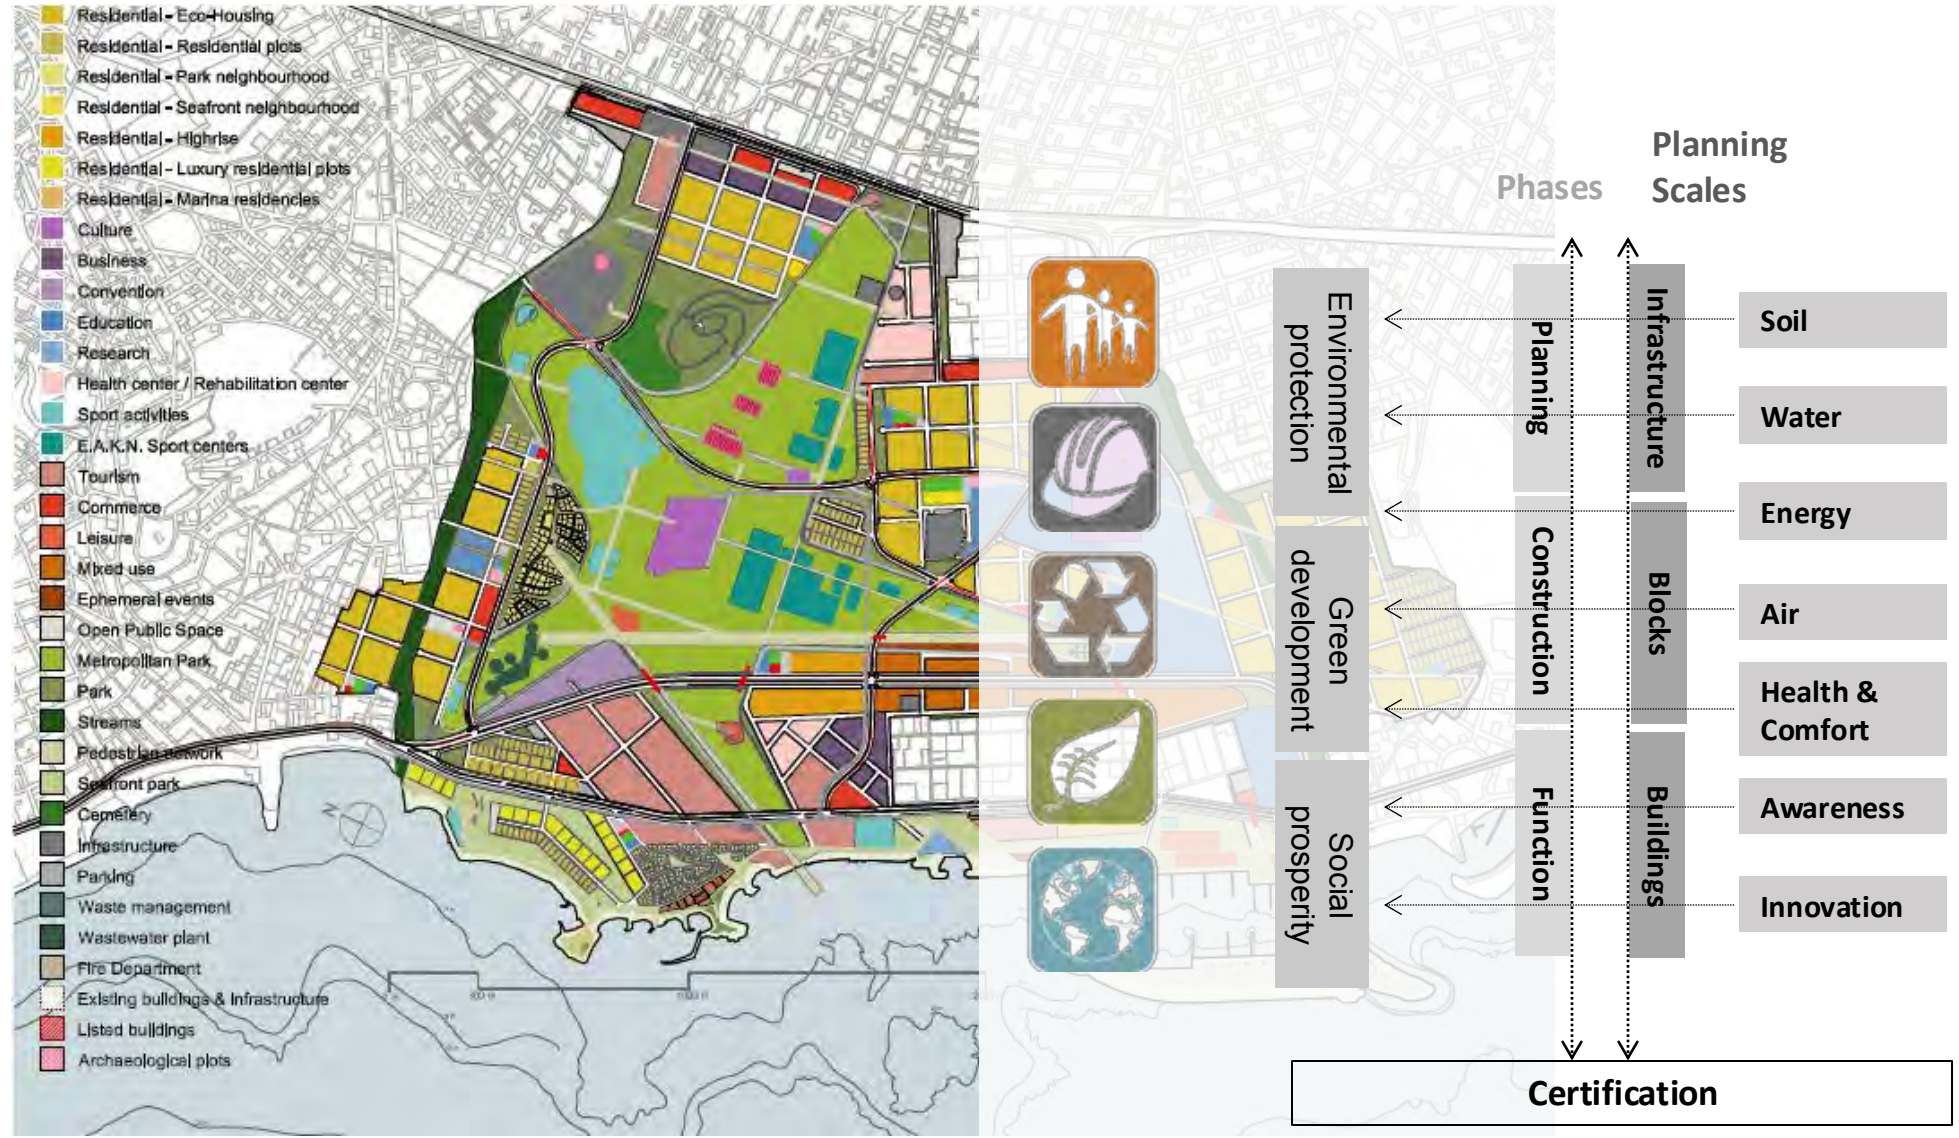 Residential - Eco-Housing
Residential - Residential plots
Residential - Park neighbourhood
Residential - Seafront neighbourhood
Residential - Highrise
Residential - Luxury residential plots
Residential - Marina residencies
Culture
Business
Convention
Education
Research
Health center / Rehabilitation center
Sport activities
E.A.K.N. Sport centers
Tourism
Commerce
Leisure
Mixed use
Ephemeral events
Open Public Space
Metropolitan Park
Park
Streams
Pedestrian network
Seafront park
Cemetery
Infrastructure
Parking
Waste management
Wastewater plant
Fire Department
Existing buildings & infrastructure
Listed buildings
Archaeological plots
N
Phases
Planning
Scales
Environmental
protection
Green
development
Social
prosperity
Planning
Construction
Function
Infrastructure
Blocks
Buildings
Soil
Water
Energy
Air
Health &
Comfort
Awareness
Innovation
Certification